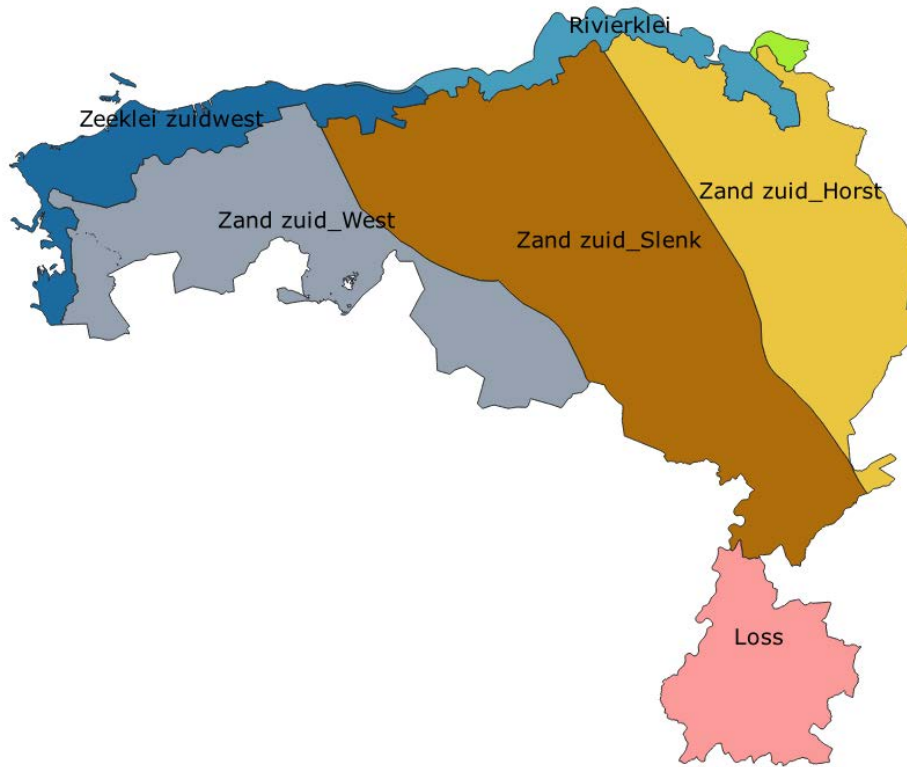 Rivierklei
Zeeklei zuidwest
Zand zuid_Horst
Zand zuid_West
Zand zuid_Slenk
Loss